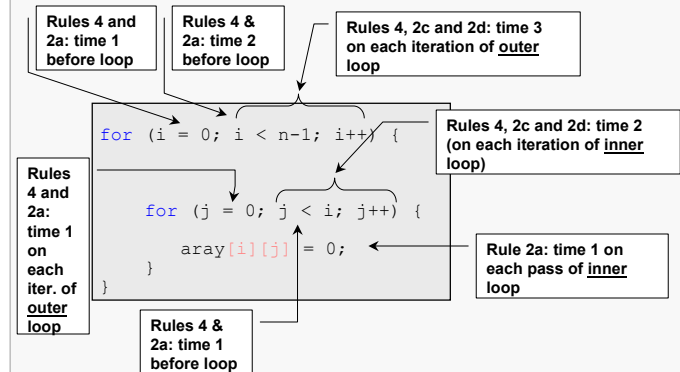 Rules 4 and
2a: time 1
before loop
Rules 4 &
2a: time 2
before loop
Rules 4, 2c and 2d: time 3
on each iteration of outer
loop
for (i = 0; i < n-1; i++) {
Rules 4, 2c and 2d: time 2
(on each iteration of inner
loop)
Rules
4 and
2a:
time 1
on
each
iter. of
outer
loop
for (j = 0; j < i; j++) {
aray[i][j] = 0;
}
}
Rule 2a: time 1 on
each pass of inner
loop
Rules 4 &
2a: time 1
before loop